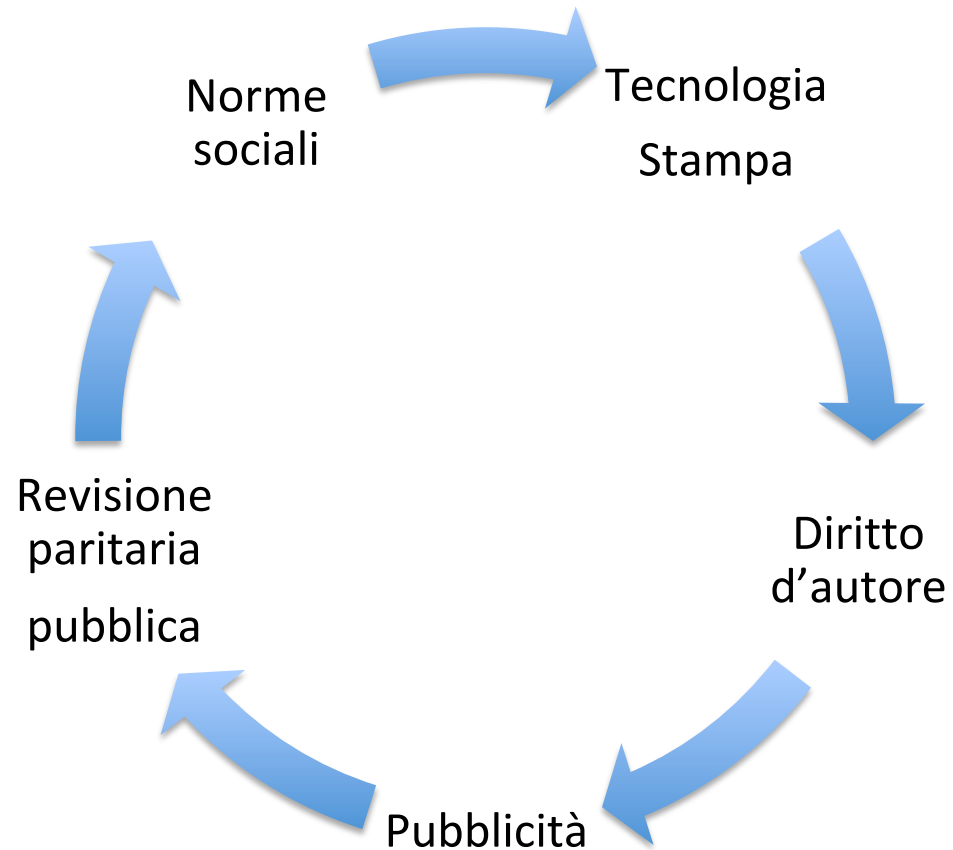 Norme
sociali
Tecnologia
Stampa
Diritto
d’autore
Pubblicità
Revisione
paritaria
pubblica